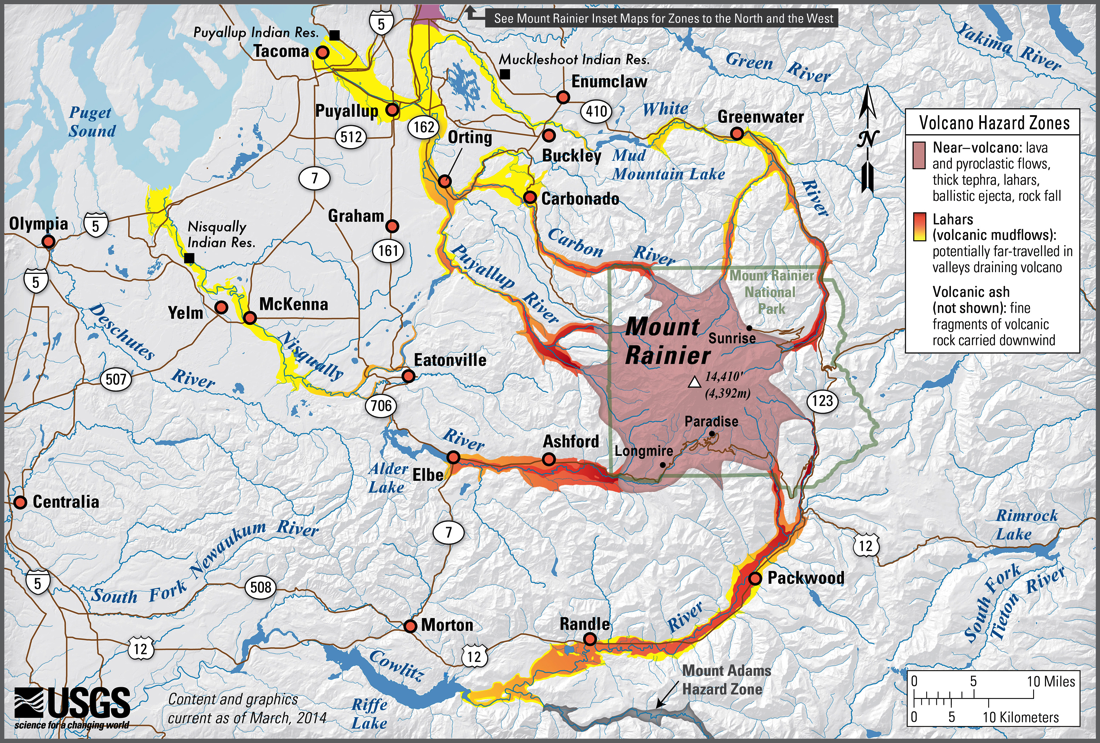 See Mount Rainier Inset Maps for Zones to the North and the West
5
Puyallup Indian Res.
Tacoma
Muckleshoot Indian Res.
Enumclaw
410
Green River
Yakima River
Puget
Sound
Puyallup
512
162
Orting
Buckley
White
Mud
Mountain Lake
Greenwater
River
N
Volcano Hazard Zones
Near–volcano: lava
and pyroclastic flows,
thick tephra, lahars,
ballistic ejecta, rock fall
Lahars
(volcanic mudflows):
potentially far-travelled in
valleys draining volcano
Volcanic ash
(not shown): fine
fragments of volcanic
rock carried downwind
7
Carbonado
Olympia
5
Nisqually
Indian Res.
Graham
161
Carbon River
Puyallup River
Mount Rainier
National
Park
5
Yelm
McKenna
Deschutes
River
Nisqually
Mount
Rainier
Sunrise
14,410'
(4,392m)
Eatonville
507
706
123
Paradise
Longmire
River
Ashford
Elbe
Alder
Lake
Centralia
7
South Fork Newaukum River
12
Rimrock
Lake
5
508
Packwood
South Fork
Tieton River
Morton
Randle
River
12
12
Cowlitz
Riffe
Lake
Mount Adams
Hazard Zone
0 5 10 Miles
0 5 10 Kilometers
USGS
science for a changing world
Content and graphics
current as of March, 2014